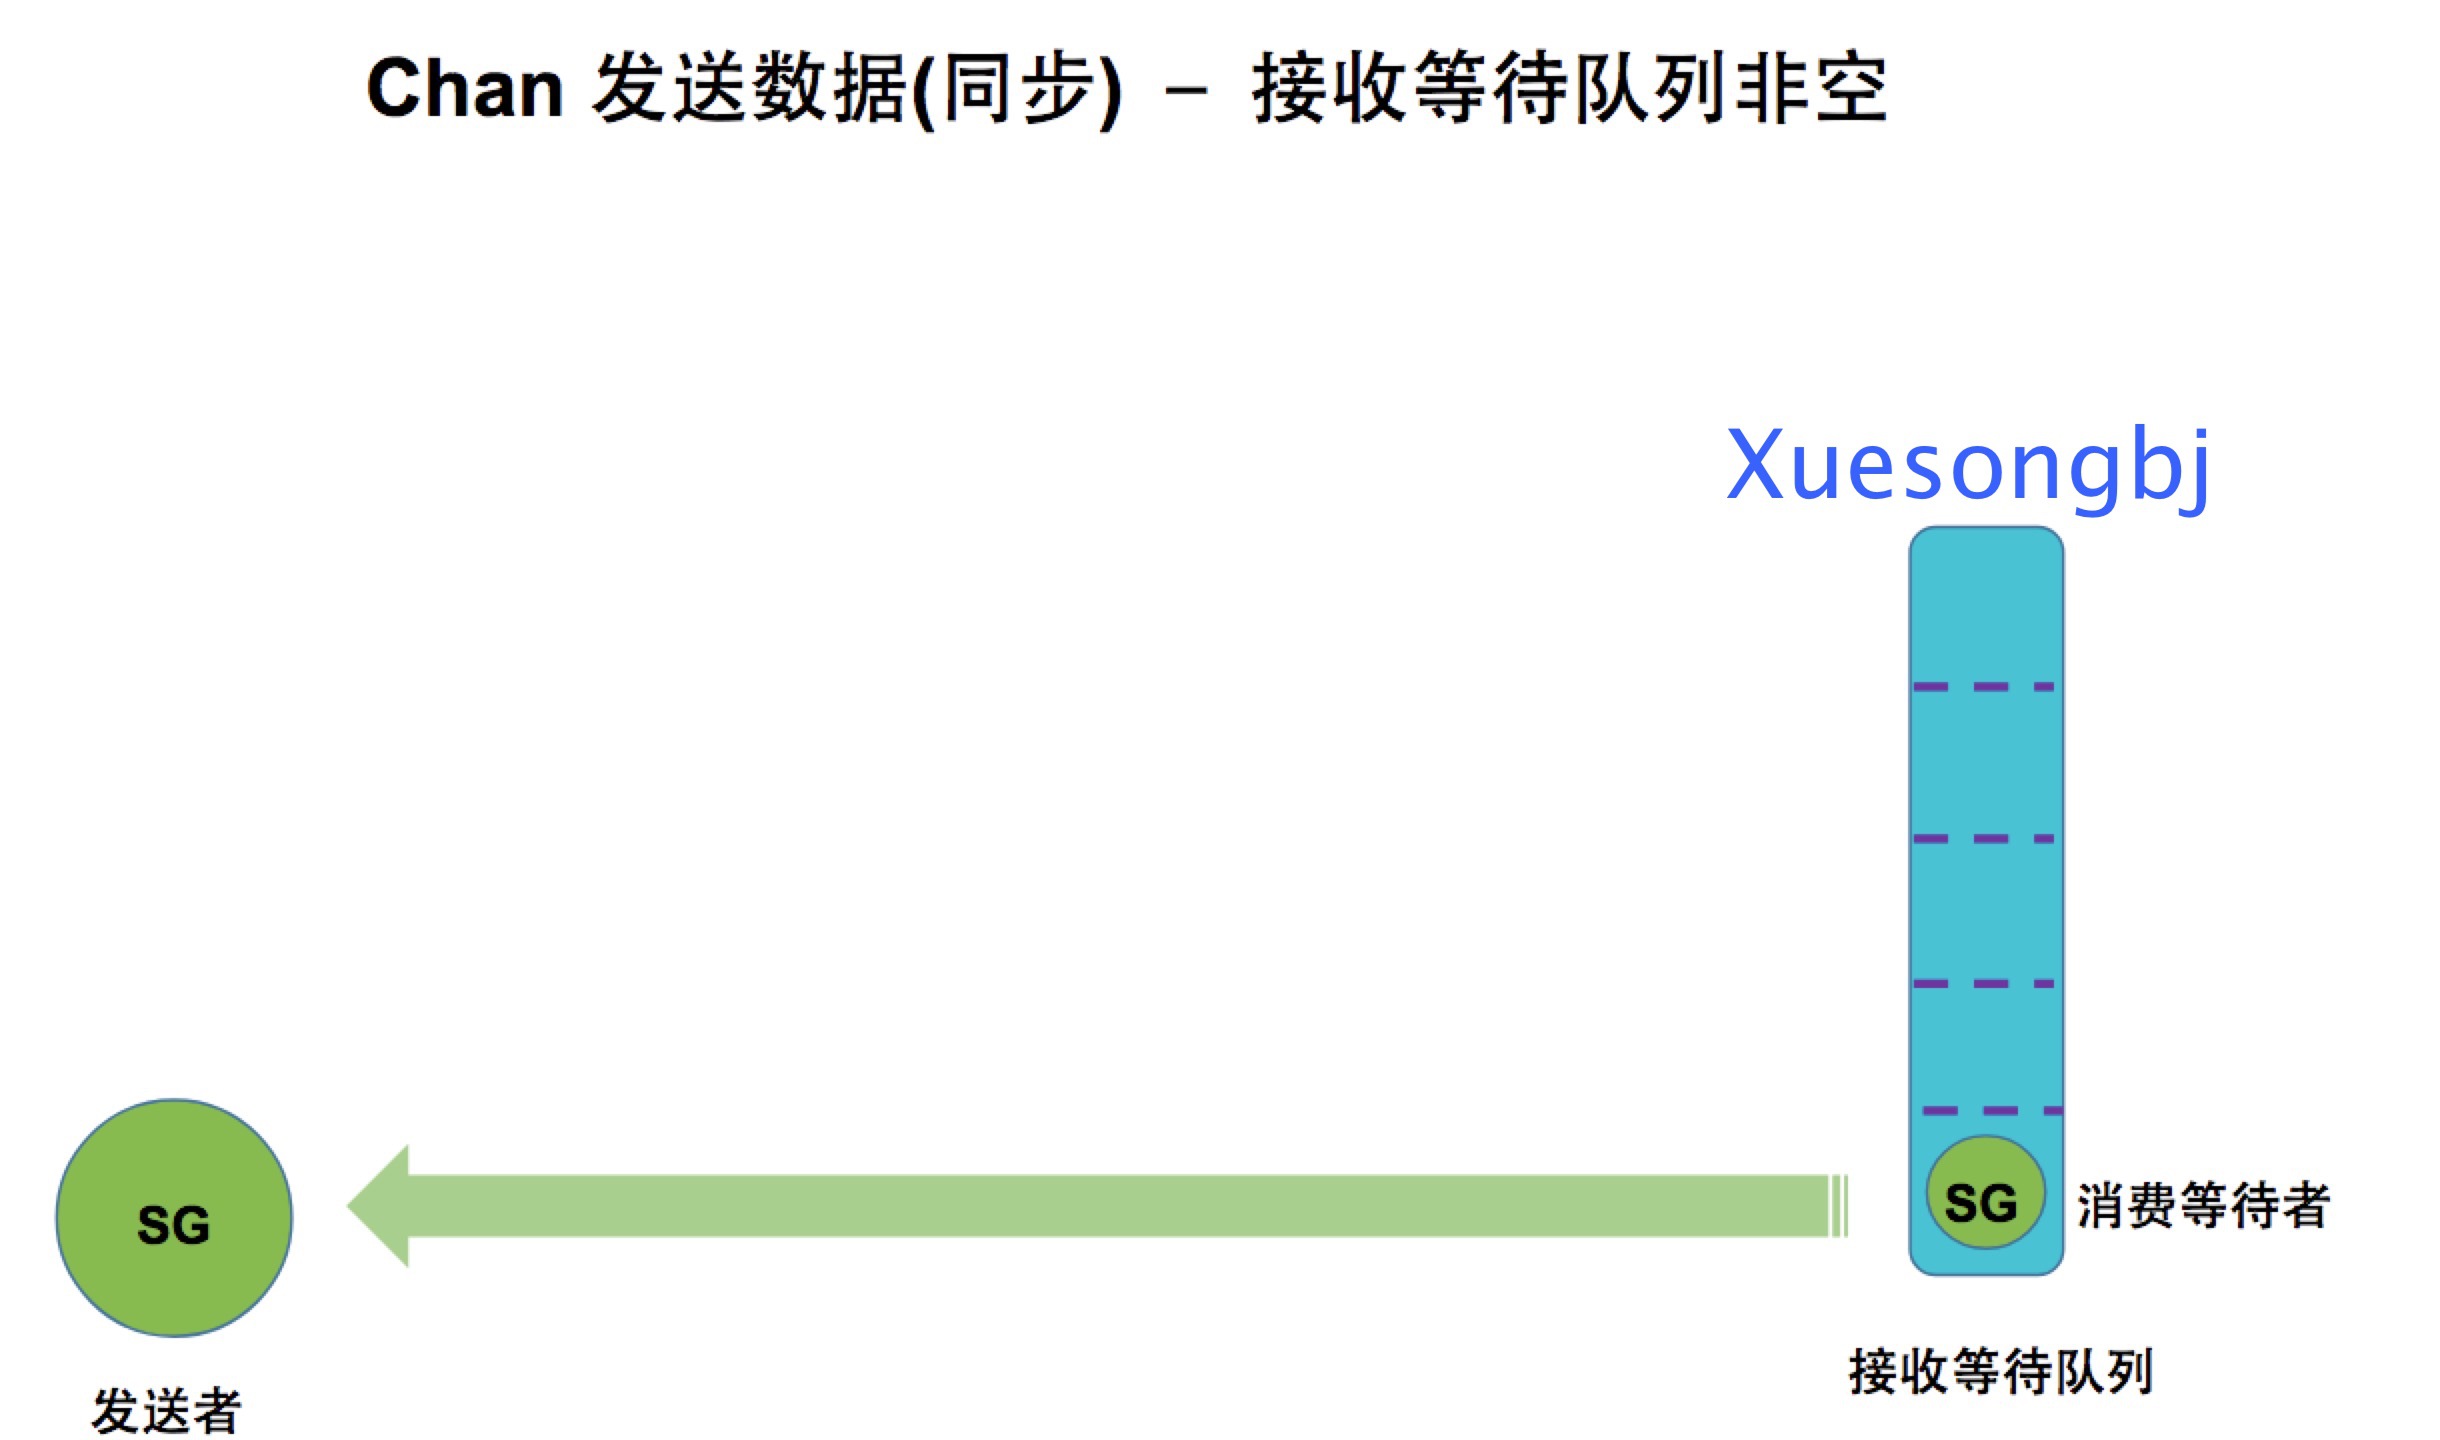 Chan 发送数据(同步) – 接收等待队列非空
Xuesongbj
SG
SG
消费等待者
接收等待队列
发送者